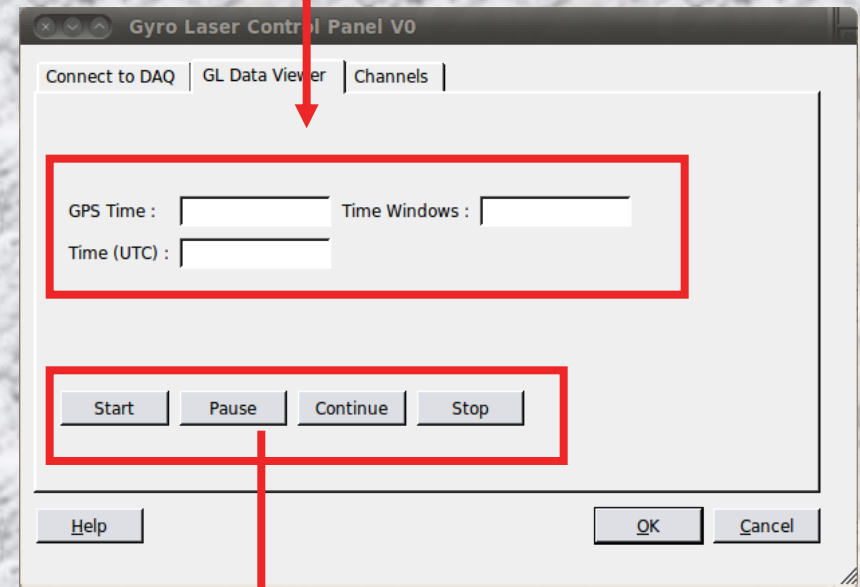 Gyro Laser Control Panel V0
Connect to DAQ GL Data Viewer Channels
GPS Time : Time Windows :
Time (UTC) :
Start Pause Continue Stop
Help OK Cancel